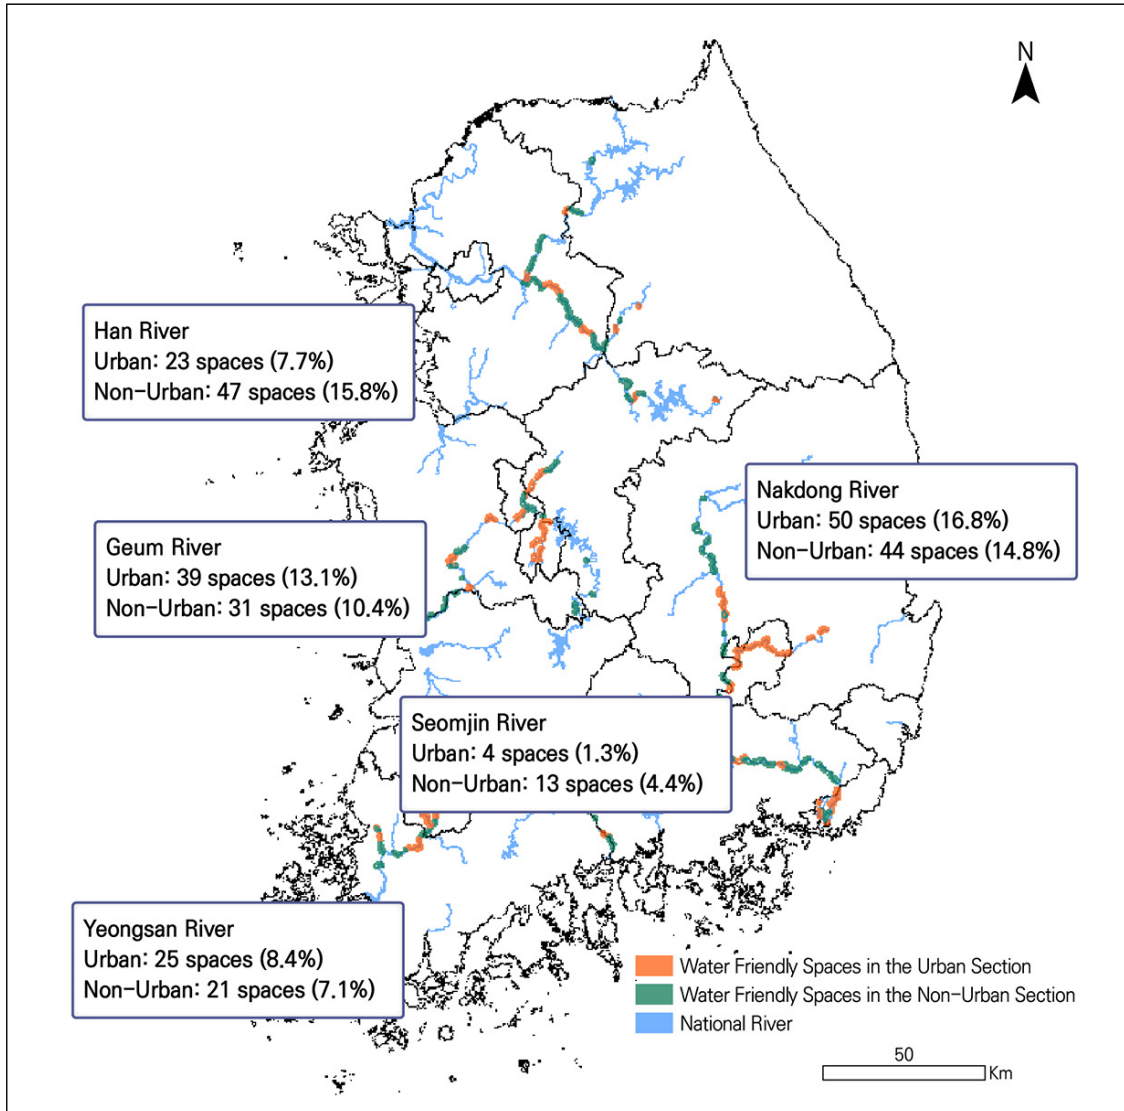 N
Han River
Urban: 23 spaces (7.7%)
Non-Urban: 47 spaces (15.8%)
Nakdong River
Urban: 50 spaces (16.8%)
Non-Urban: 44 spaces (14.8%)
Geum River
Urban: 39 spaces (13.1%)
Non-Urban: 31 spaces (10.4%)
Seomjin River
Urban: 4 spaces (1.3%)
Non-Urban: 13 spaces (4.4%)
Yeongsan River
Urban: 25 spaces (8.4%)
Non-Urban: 21 spaces (7.1%)
Water Friendly Spaces in the Urban Section
Water Friendly Spaces in the Non-Urban Section
National River
50
Km